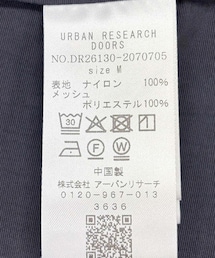 URBAN RESEARCH
DOORS
NO.DR26130-2070705
size M
表地 ナイロン 100%
メッシュ
ポリエステル100%
30
F W
中国製
株式会社 アーバンリサーチ
0120-967-013
3636